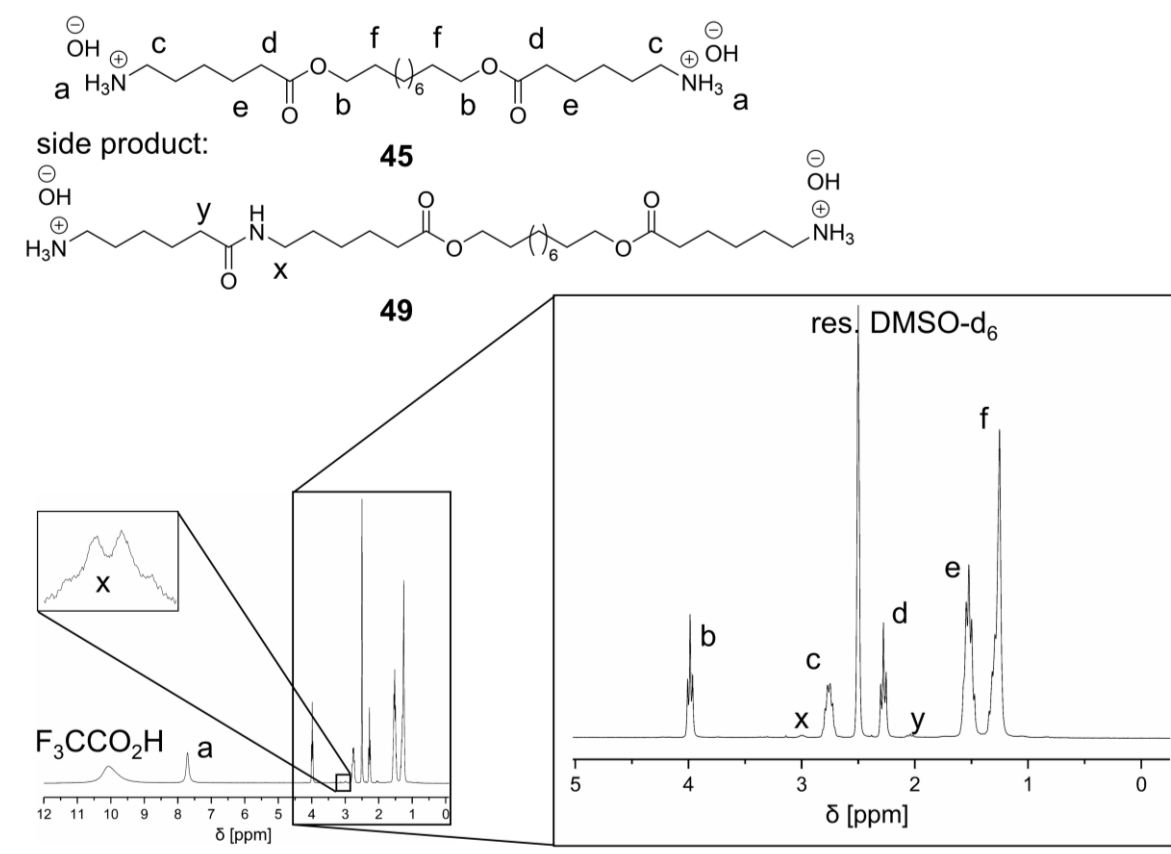 ⊖ ⊖
OH c d f f d c OH
⊕ ⊕
a H₃N O ( )₆ O NH₃ a
e O b b O e
side product:
45
⊖ ⊖
OH OH
⊕ y H O O ⊕
H₃N N O ( )₆ O NH₃
O x
49
res. DMSO-d₆
f
e
b d
c
x y
5 4 3 2 1 0
δ [ppm]
x
F₃CCO₂H a
12 11 10 9 8 7 6 5 4 3 2 1 0
δ [ppm]